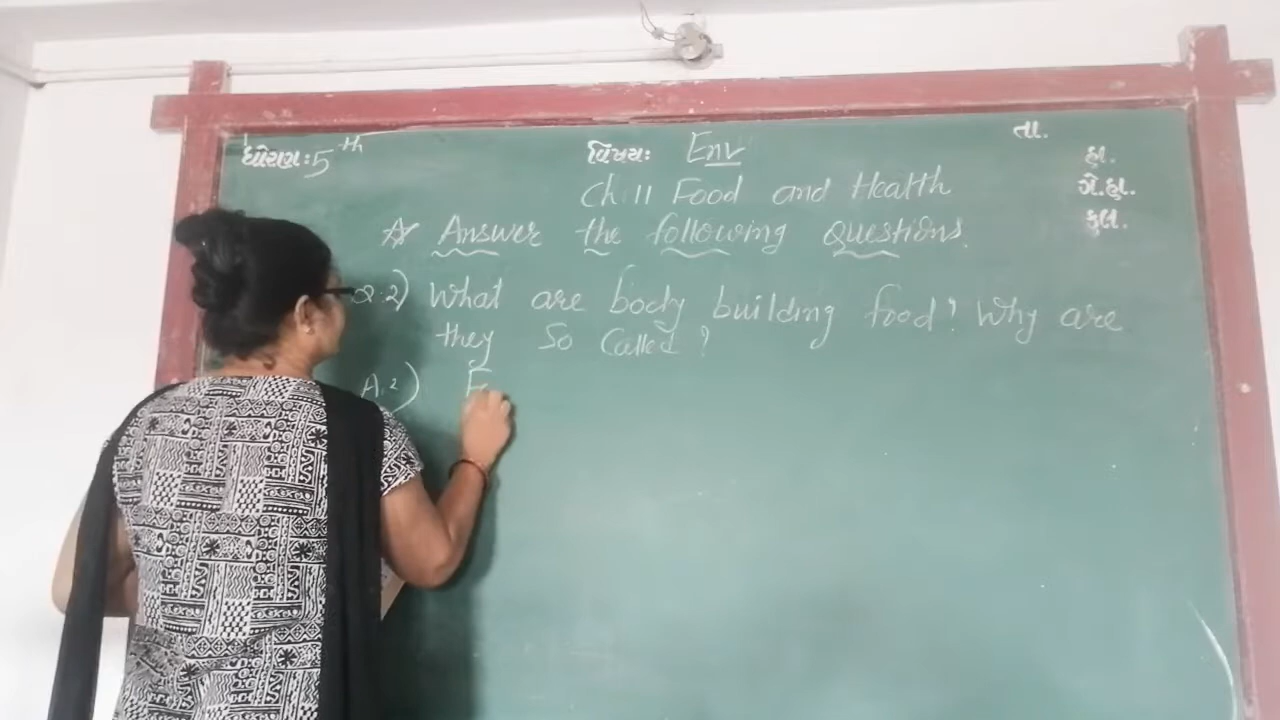 ધોરણ: 5th વિષય: Env તા.
હા.
Ch 11 Food and Health ગે.હા.
☆ Answer the following questions. કુલ.
Q.2) What are body building food? Why are
they so called?
A.2) F